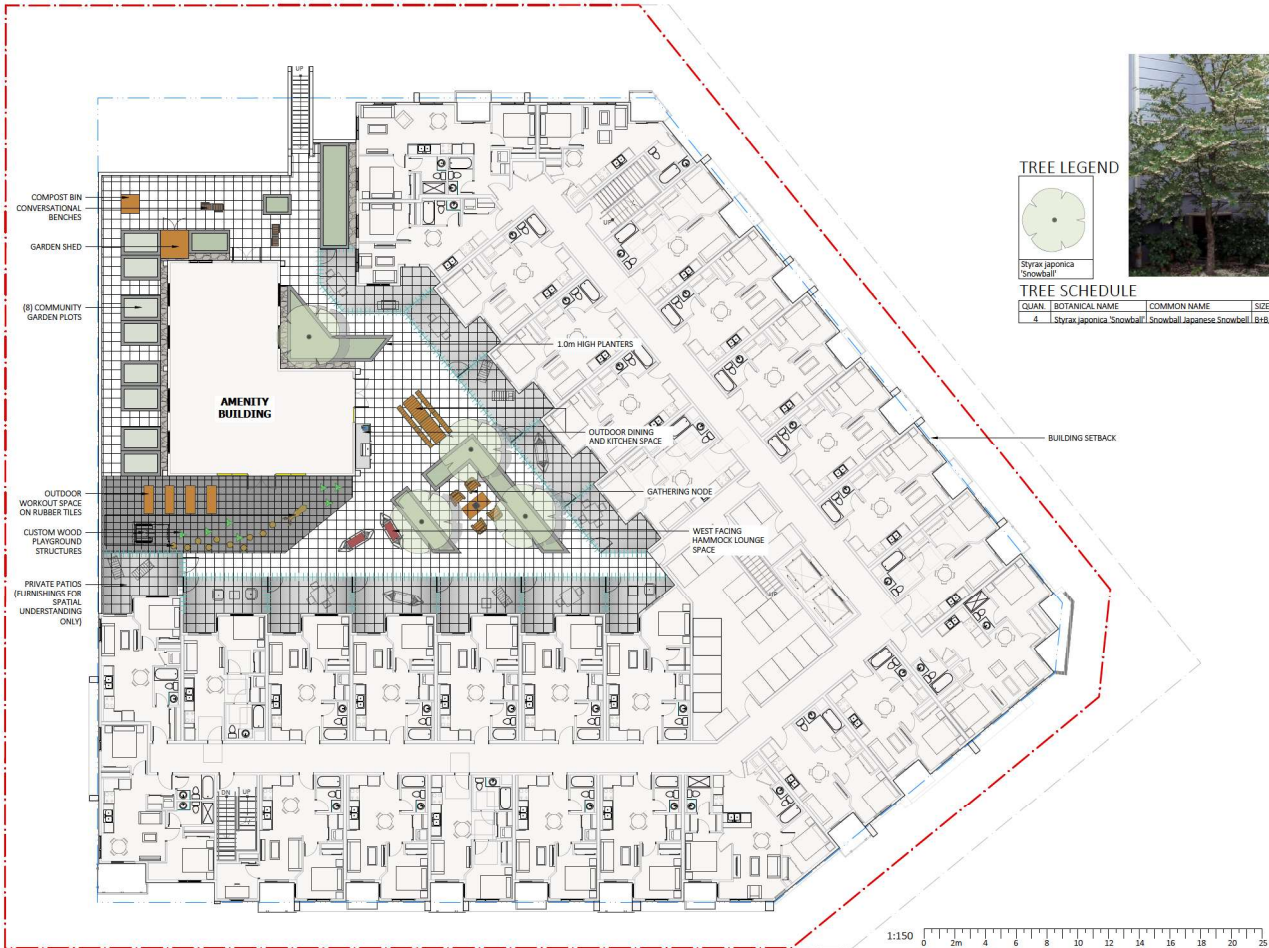 UP
COMPOST BIN
CONVERSATIONAL
BENCHES
GARDEN SHED
(8) COMMUNITY
GARDEN PLOTS
OUTDOOR
WORKOUT SPACE
ON RUBBER TILES
CUSTOM WOOD
PLAYGROUND
STRUCTURES
PRIVATE PATIOS
(FURNISHINGS FOR
SPATIAL
UNDERSTANDING
ONLY)
AMENITY
BUILDING
1.0m HIGH PLANTERS
OUTDOOR DINING
AND KITCHEN SPACE
GATHERING NODE
WEST FACING
HAMMOCK LOUNGE
SPACE
UP
UP
DN UP
BUILDING SETBACK
TREE LEGEND
Styrax japonica
'Snowball'
TREE SCHEDULE
QUAN. BOTANICAL NAME COMMON NAME SIZE
4 Styrax japonica 'Snowball' Snowball Japanese Snowbell B+B
1:150
0 2m 4 6 8 10 12 14 16 18 20 25